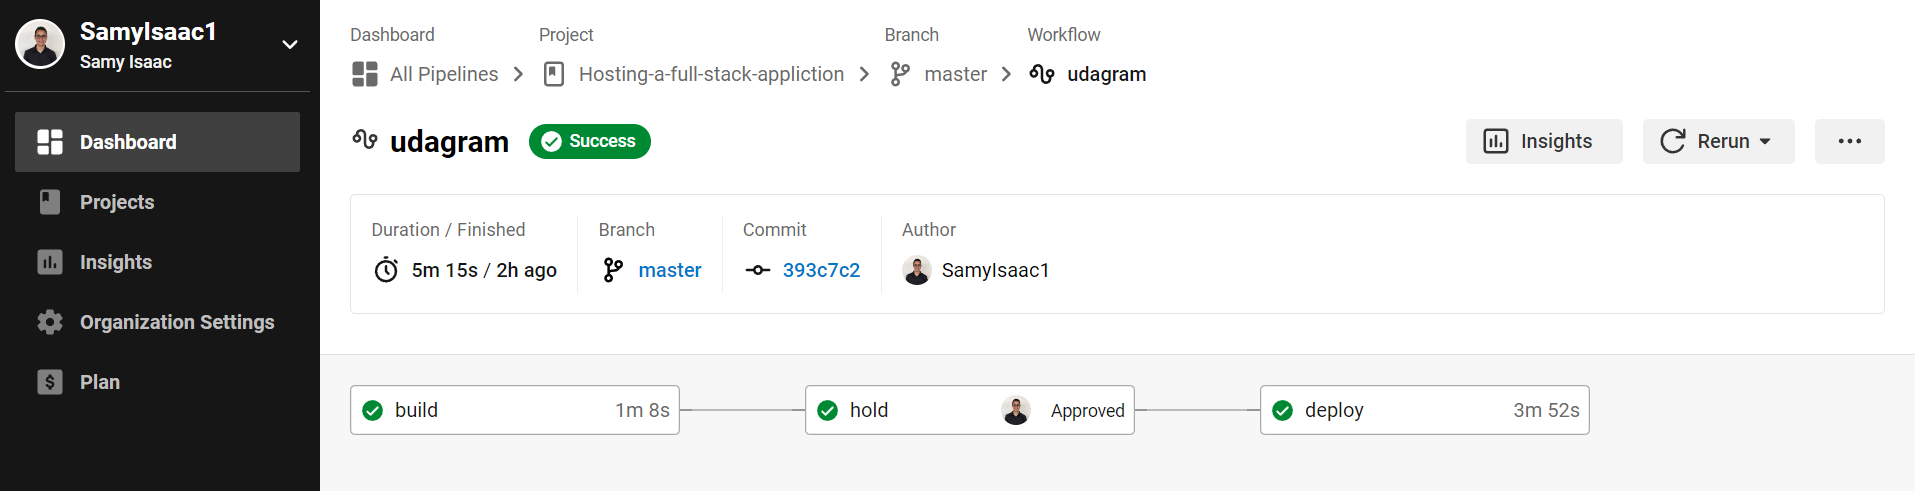 SamyIsaac1
Samy Isaac
Dashboard
Projects
Insights
Organization Settings
Plan
Dashboard Project Branch Workflow
All Pipelines Hosting-a-full-stack-appliction master udagram
udagram Success Insights Rerun
Duration / Finished Branch Commit Author
5m 15s / 2h ago master 393c7c2 SamyIsaac1
build 1m 8s hold Approved deploy 3m 52s